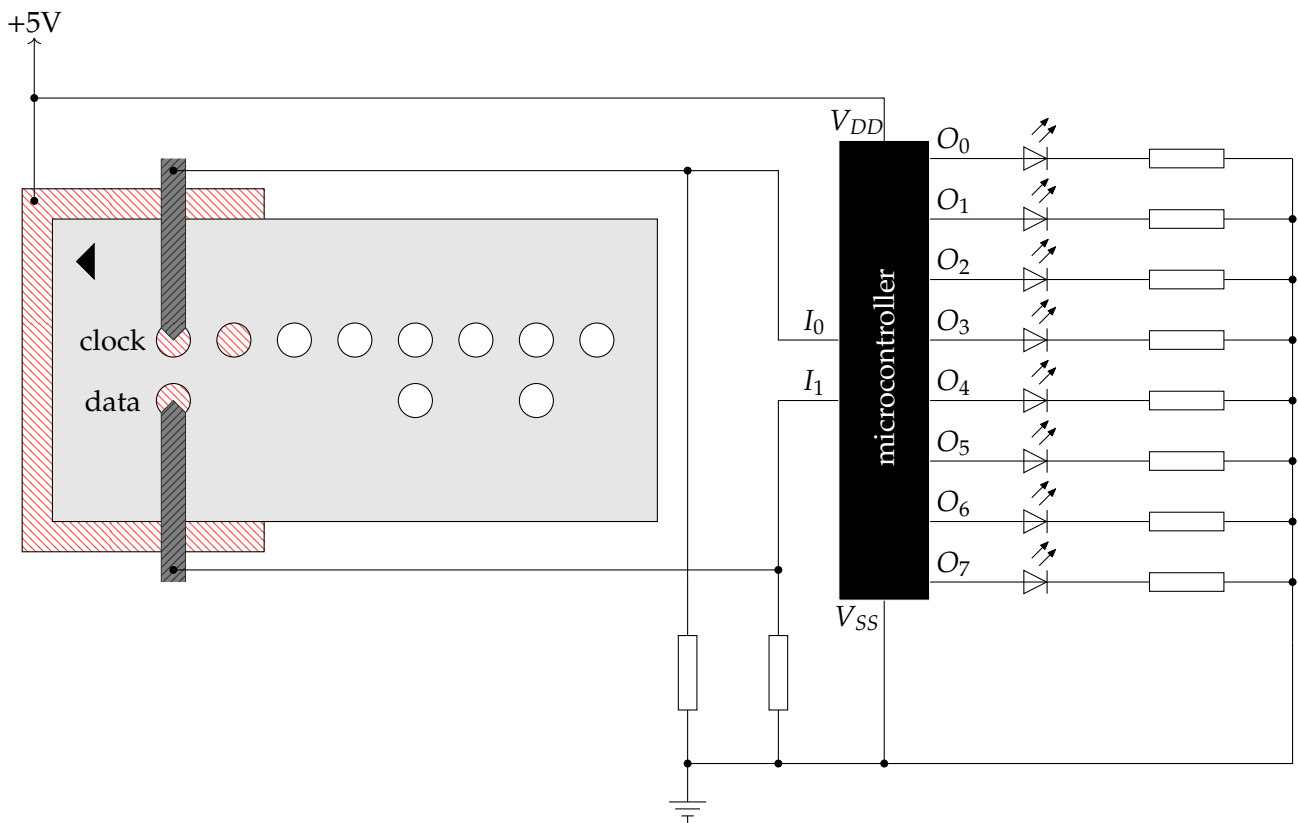 +5V
V_DD
O_0
O_1
O_2
microcontroller
clock
I_0
O_3
data
I_1
O_4
O_5
O_6
O_7
V_SS